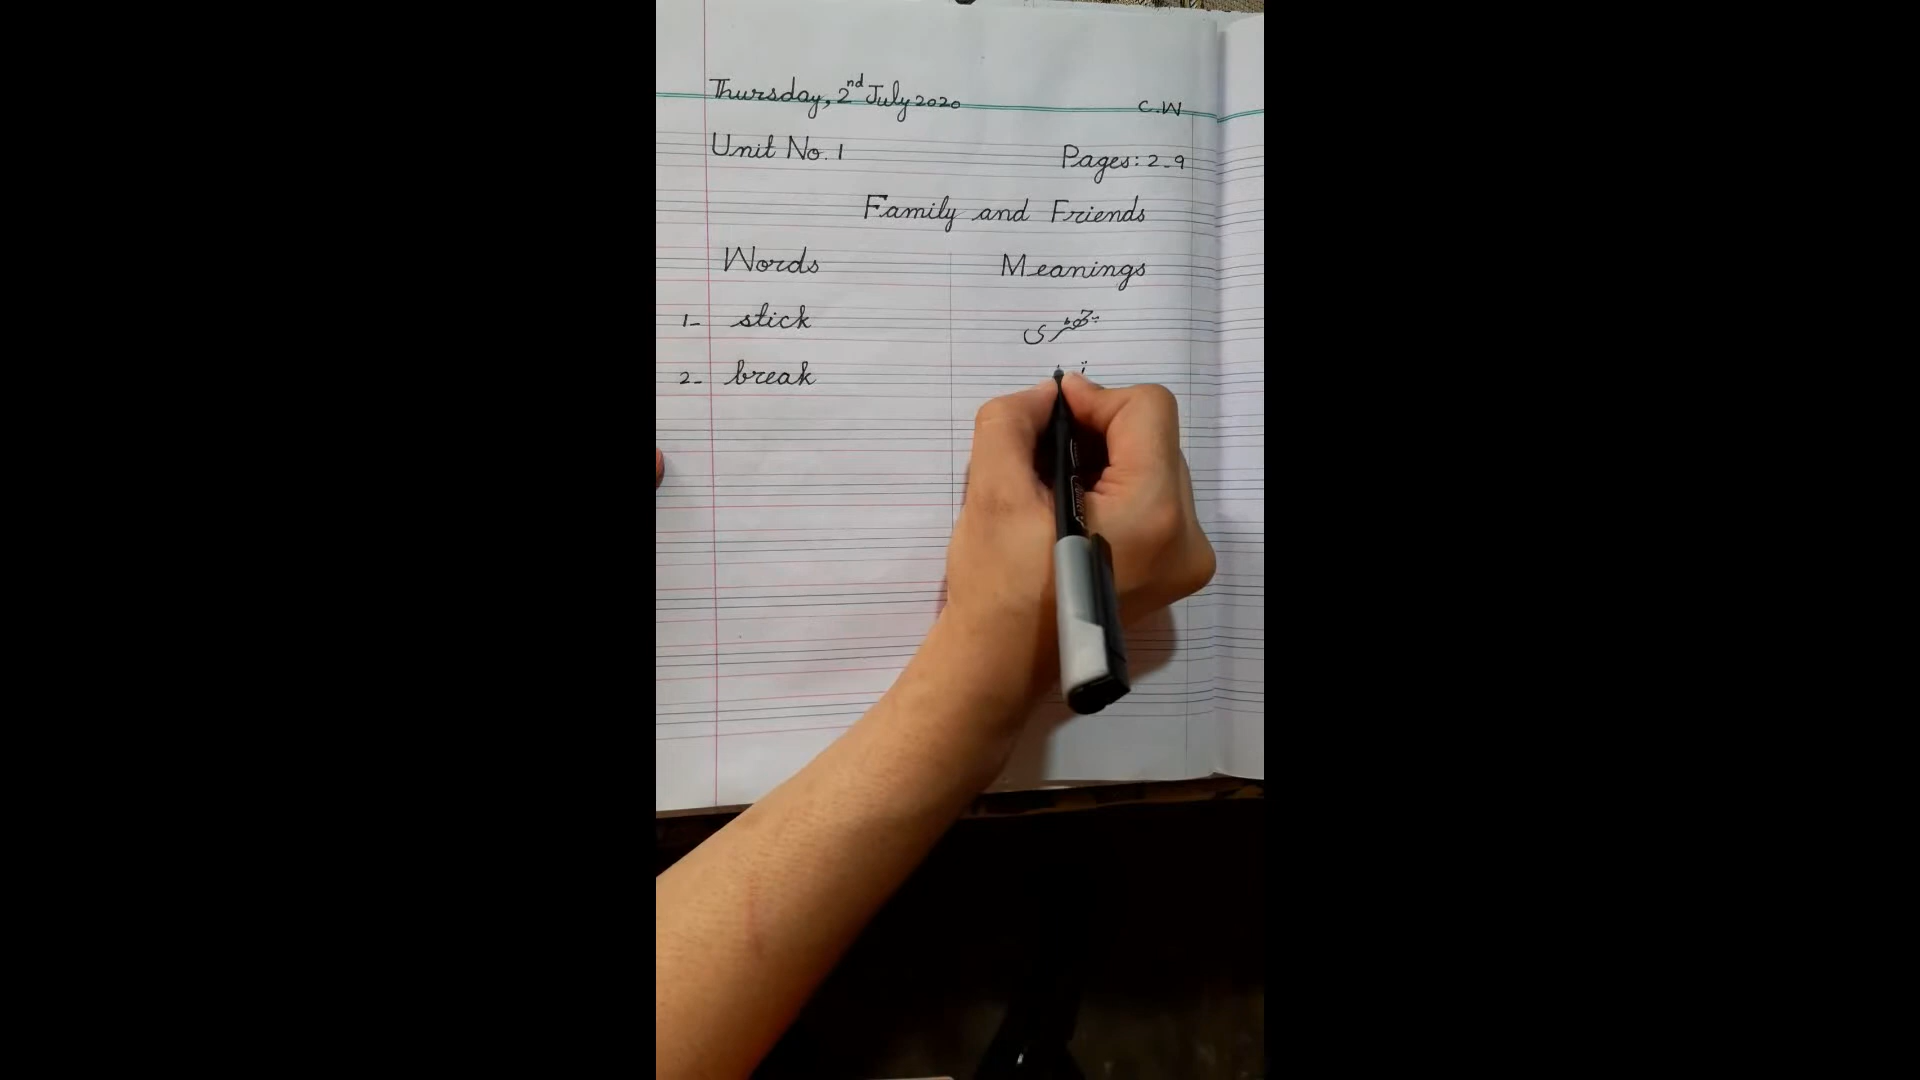 Thursday, 2nd July 2020 C.W
Unit No. 1 Pages: 2-9
Family and Friends
Words Meanings
1- stick چھڑی
2- break